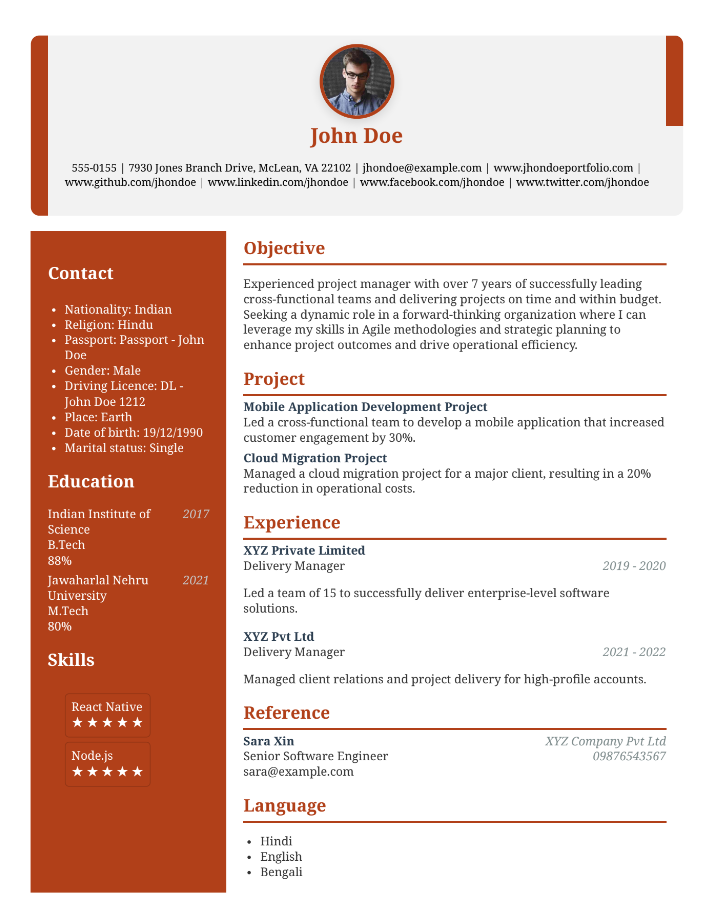 John Doe
555-0155 | 7930 Jones Branch Drive, McLean, VA 22102 | jhondoe@example.com | www.jhondoeportfolio.com |
www.github.com/jhondoe | www.linkedin.com/jhondoe | www.facebook.com/jhondoe | www.twitter.com/jhondoe
Contact
• Nationality: Indian
• Religion: Hindu
• Passport: Passport - John
Doe
• Gender: Male
• Driving Licence: DL -
John Doe 1212
• Place: Earth
• Date of birth: 19/12/1990
• Marital status: Single
Education
Indian Institute of 2017
Science
B.Tech
88%
Jawaharlal Nehru 2021
University
M.Tech
80%
Skills
React Native
★ ★ ★ ★ ★
Node.js
★ ★ ★ ★ ★
Objective
Experienced project manager with over 7 years of successfully leading
cross-functional teams and delivering projects on time and within budget.
Seeking a dynamic role in a forward-thinking organization where I can
leverage my skills in Agile methodologies and strategic planning to
enhance project outcomes and drive operational efficiency.
Project
Mobile Application Development Project
Led a cross-functional team to develop a mobile application that increased
customer engagement by 30%.
Cloud Migration Project
Managed a cloud migration project for a major client, resulting in a 20%
reduction in operational costs.
Experience
XYZ Private Limited
Delivery Manager 2019 - 2020
Led a team of 15 to successfully deliver enterprise-level software
solutions.
XYZ Pvt Ltd
Delivery Manager 2021 - 2022
Managed client relations and project delivery for high-profile accounts.
Reference
Sara Xin XYZ Company Pvt Ltd
Senior Software Engineer 09876543567
sara@example.com
Language
• Hindi
• English
• Bengali